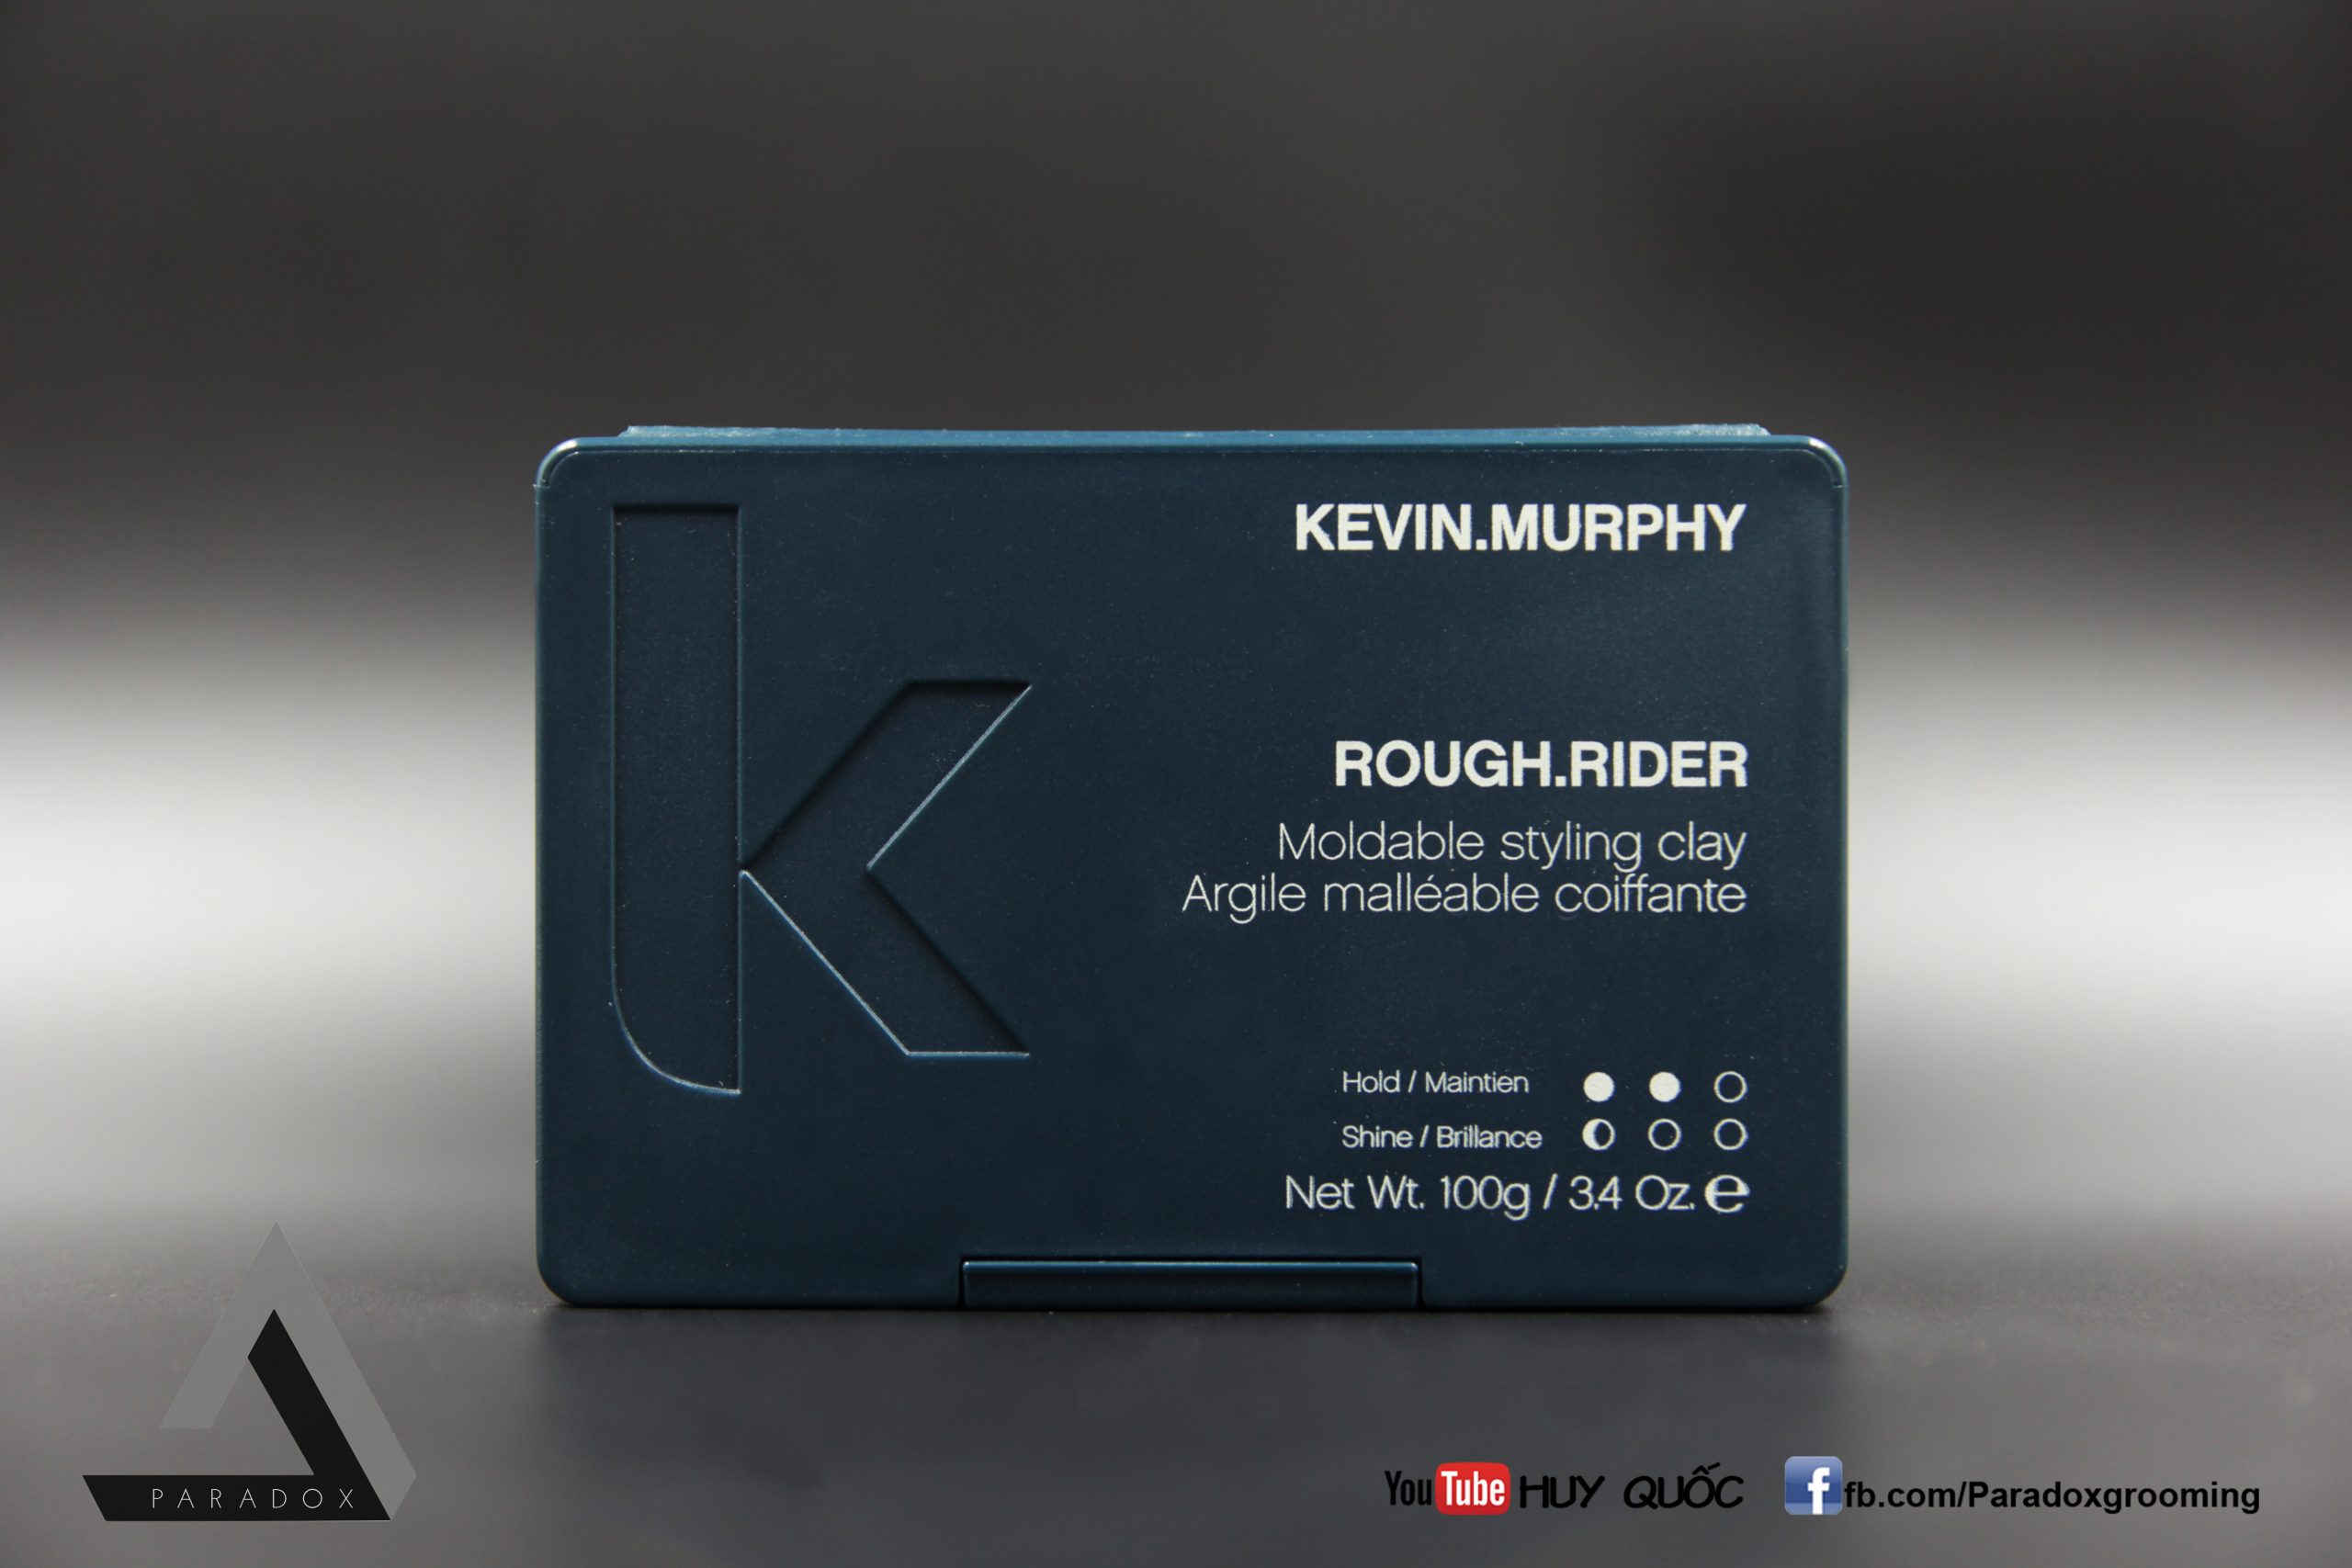 KEVIN.MURPHY
ROUGH.RIDER
Moldable styling clay
Argile malléable coiffante
Hold / Maintien
Shine / Brillance
Net Wt. 100g / 3.4 Oz. e
PARADOX
YouTube HUY QUỐC
fb.com/Paradoxgrooming